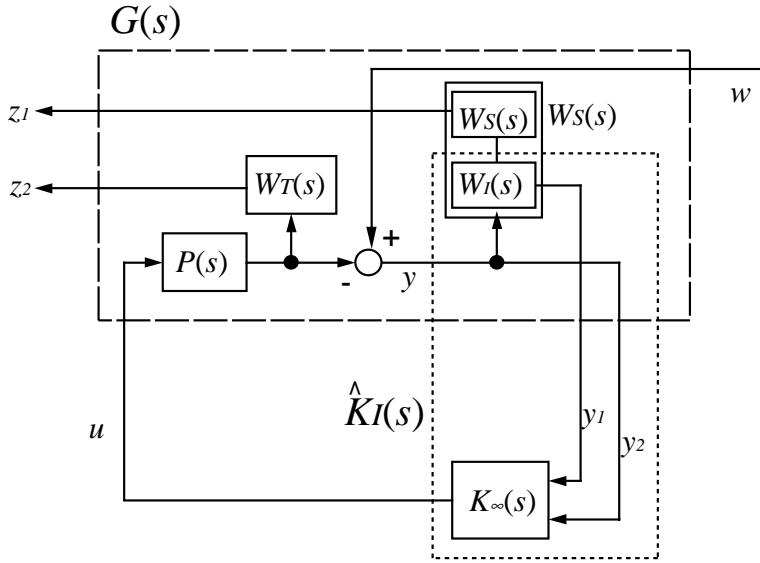 G(s)
w
z1
WS(s)
WS(s)
z2
WT(s)
WI(s)
P(s)
+
-
y
K̂I(s)
u
y1
y2
K∞(s)